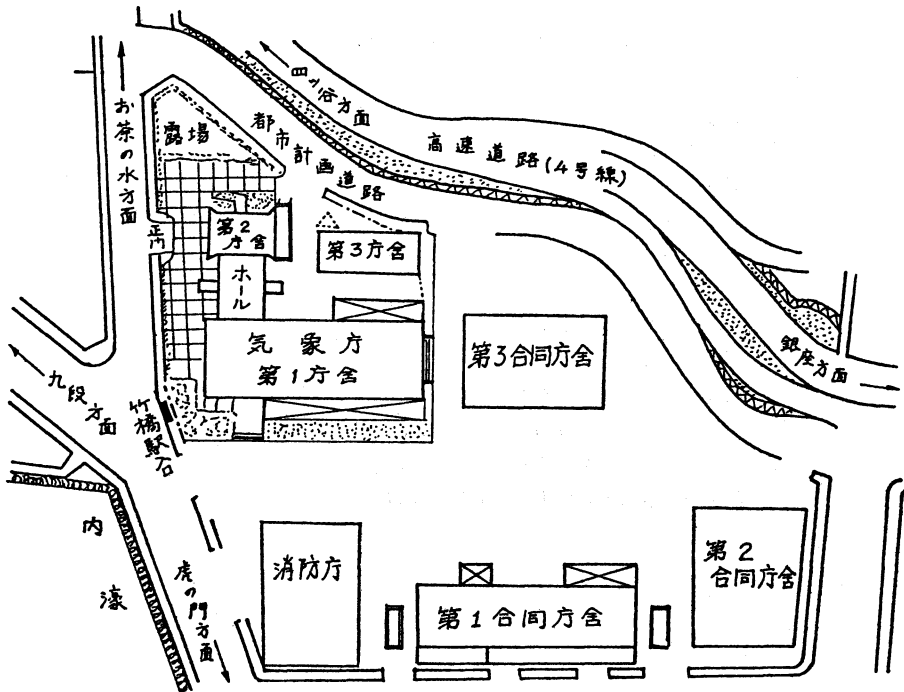 お茶の水方面
露場
都市計画道路
日比谷方面
高速道路(4号線)
正門
第2
庁舎
ホール
第3庁舎
気象庁
第1庁舎
第3合同庁舎
銀座方面
九段方面
竹橋駅入口
内濠
虎の門方面
消防庁
第1合同庁舎
第2
合同庁舎